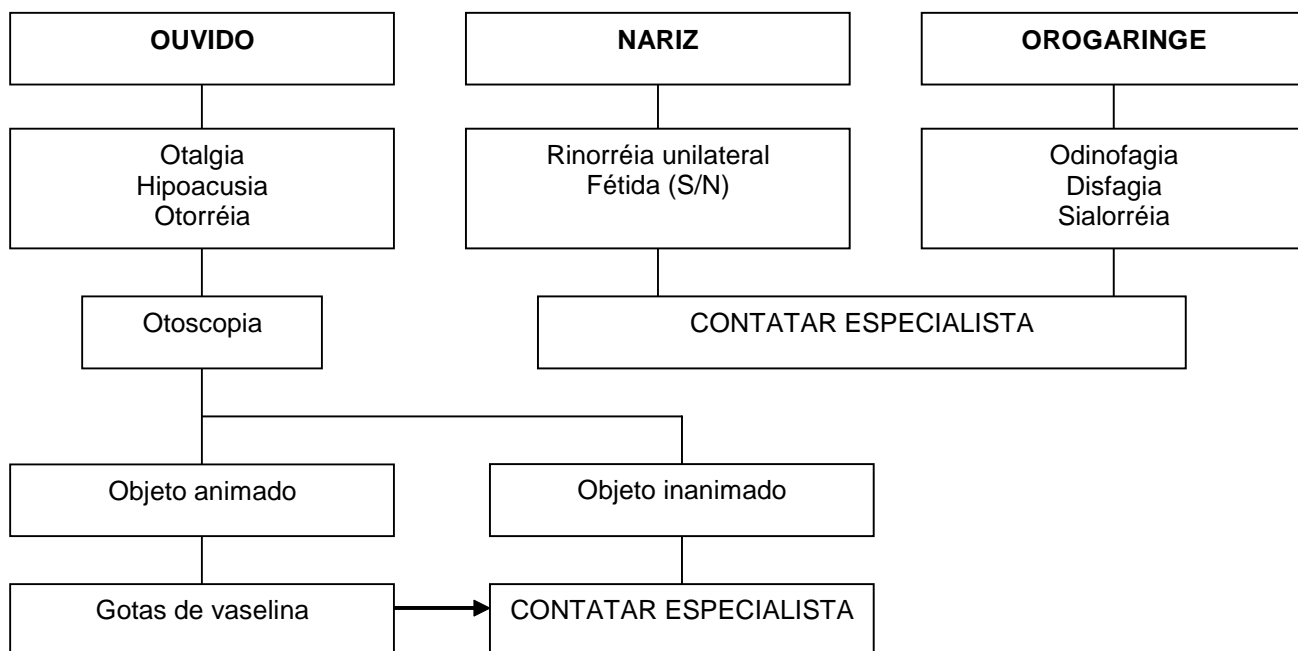 OUVIDO
NARIZ
OROGARINGE
Otalgia
Hipoacusia
Otorréia
Rinorréia unilateral
Fétida (S/N)
Odinofagia
Disfagia
Sialorréia
Otoscopia
CONTATAR ESPECIALISTA
Objeto animado
Objeto inanimado
Gotas de vaselina
CONTATAR ESPECIALISTA